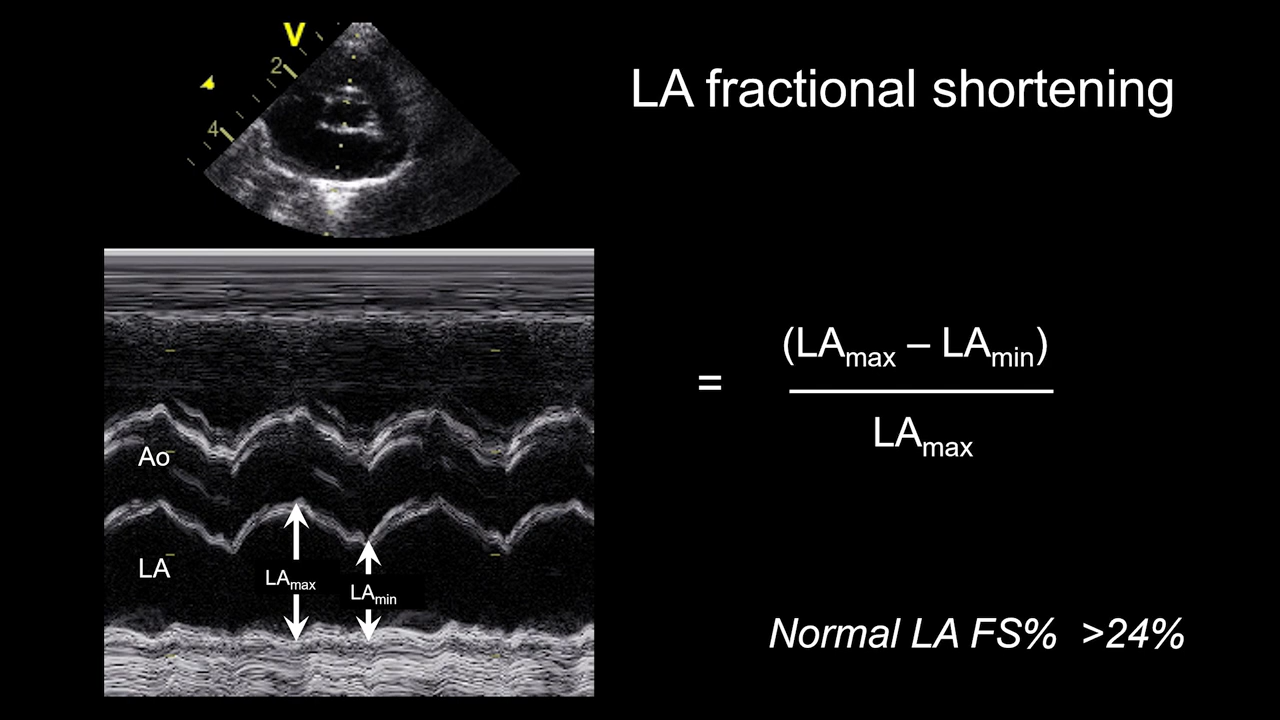 V
2
4
LA fractional shortening
Ao
LA
LAmax
LAmin
= (LAmax – LAmin)
LAmax
Normal LA FS% >24%